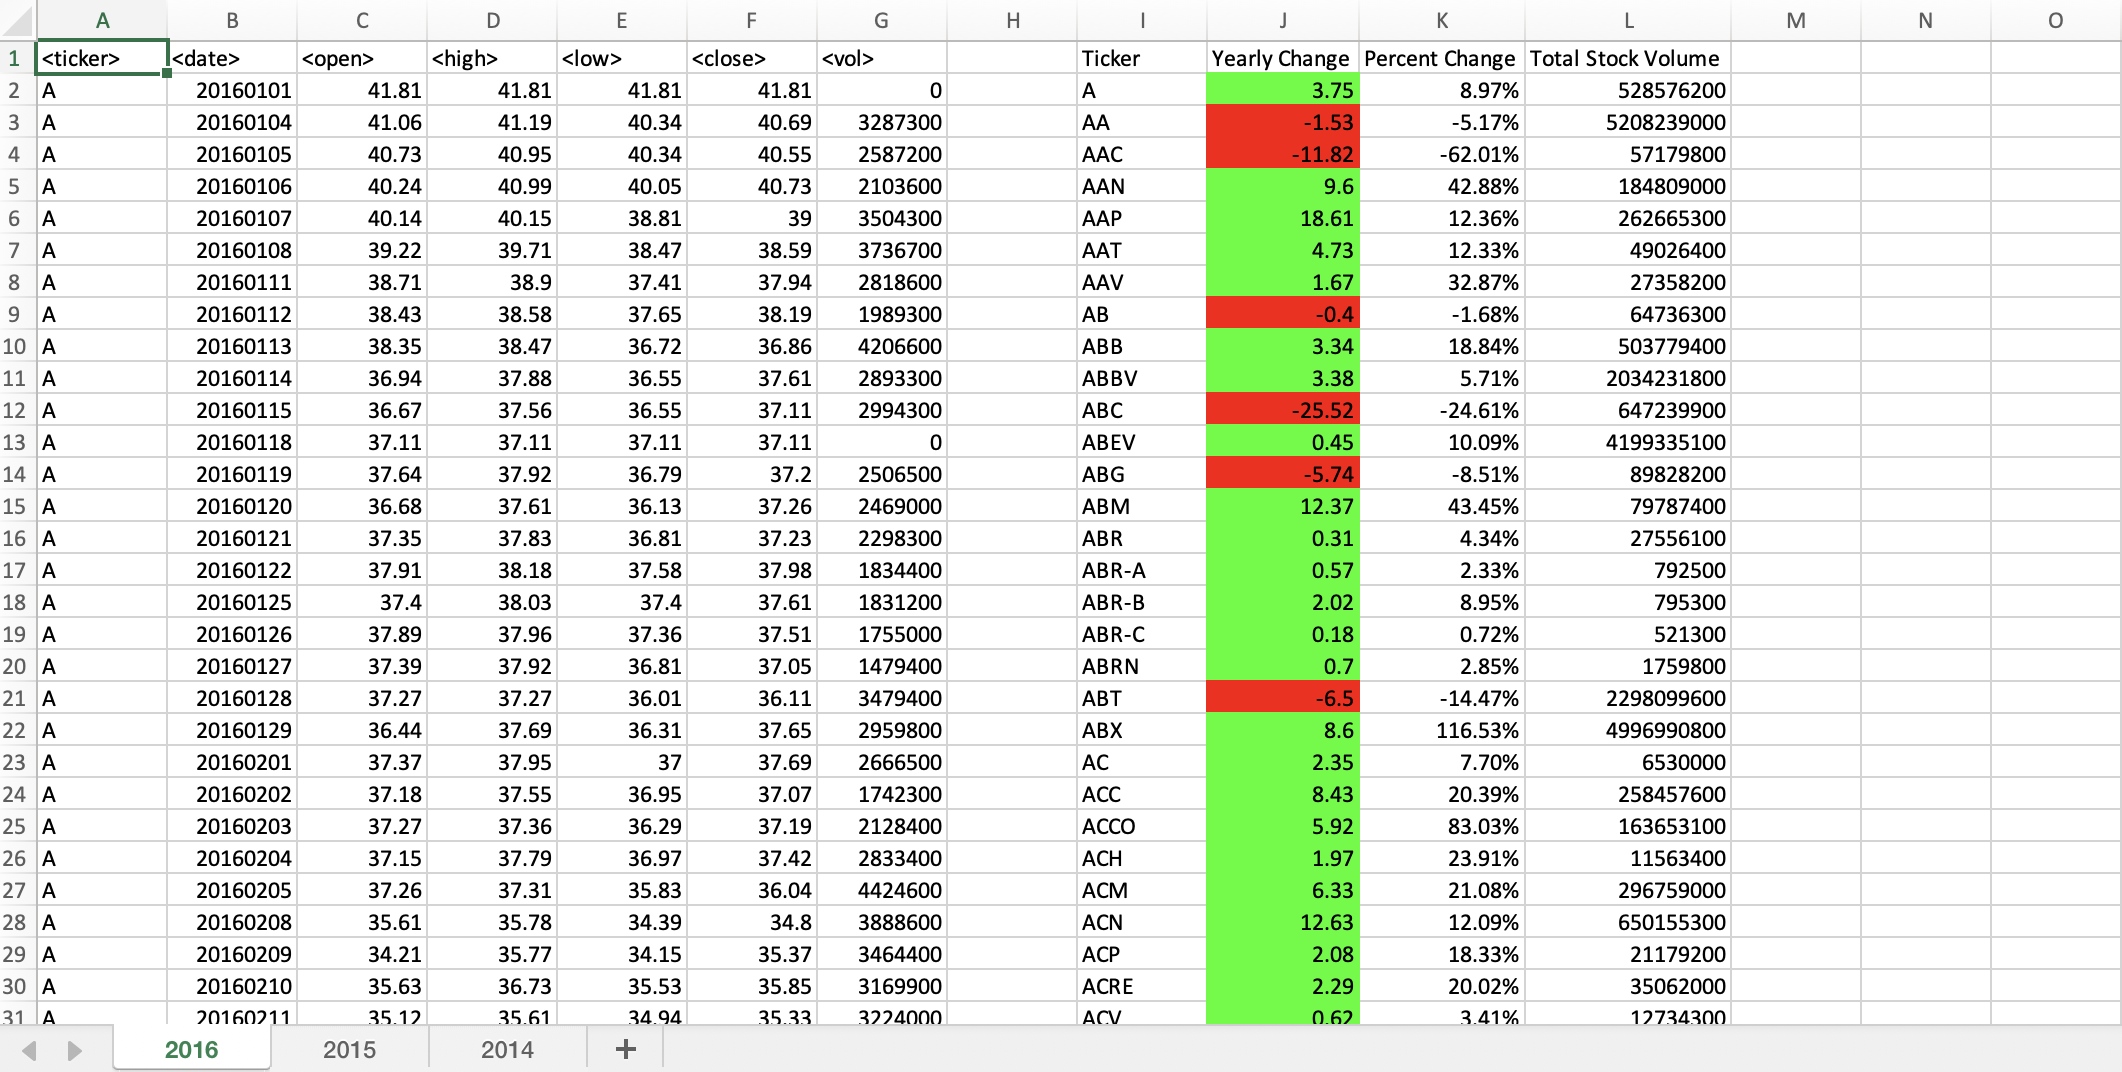 A B C D E F G H I J K L M N O
1 <ticker> <date> <open> <high> <low> <close> <vol> Ticker Yearly Change Percent Change Total Stock Volume
2 A 20160101 41.81 41.81 41.81 41.81 0 A 3.75 8.97% 528576200
3 A 20160104 41.06 41.19 40.34 40.69 3287300 AA -1.53 -5.17% 5208239000
4 A 20160105 40.73 40.95 40.34 40.55 2587200 AAC -11.82 -62.01% 57179800
5 A 20160106 40.24 40.99 40.05 40.73 2103600 AAN 9.6 42.88% 184809000
6 A 20160107 40.14 40.15 38.81 39 3504300 AAP 18.61 12.36% 262665300
7 A 20160108 39.22 39.71 38.47 38.59 3736700 AAT 4.73 12.33% 49026400
8 A 20160111 38.71 38.9 37.41 37.94 2818600 AAV 1.67 32.87% 27358200
9 A 20160112 38.43 38.58 37.65 38.19 1989300 AB -0.4 -1.68% 64736300
10 A 20160113 38.35 38.47 36.72 36.86 4206600 ABB 3.34 18.84% 503779400
11 A 20160114 36.94 37.88 36.55 37.61 2893300 ABBV 3.38 5.71% 2034231800
12 A 20160115 36.67 37.56 36.55 37.11 2994300 ABC -25.52 -24.61% 647239900
13 A 20160118 37.11 37.11 37.11 37.11 0 ABEV 0.45 10.09% 4199335100
14 A 20160119 37.64 37.92 36.79 37.2 2506500 ABG -5.74 -8.51% 89828200
15 A 20160120 36.68 37.61 36.13 37.26 2469000 ABM 12.37 43.45% 79787400
16 A 20160121 37.35 37.83 36.81 37.23 2298300 ABR 0.31 4.34% 27556100
17 A 20160122 37.91 38.18 37.58 37.98 1834400 ABR-A 0.57 2.33% 792500
18 A 20160125 37.4 38.03 37.4 37.61 1831200 ABR-B 2.02 8.95% 795300
19 A 20160126 37.89 37.96 37.36 37.51 1755000 ABR-C 0.18 0.72% 521300
20 A 20160127 37.39 37.92 36.81 37.05 1479400 ABRN 0.7 2.85% 1759800
21 A 20160128 37.27 37.27 36.01 36.11 3479400 ABT -6.5 -14.47% 2298099600
22 A 20160129 36.44 37.69 36.31 37.65 2959800 ABX 8.6 116.53% 4996990800
23 A 20160201 37.37 37.95 37 37.69 2666500 AC 2.35 7.70% 6530000
24 A 20160202 37.18 37.55 36.95 37.07 1742300 ACC 8.43 20.39% 258457600
25 A 20160203 37.27 37.36 36.29 37.19 2128400 ACCO 5.92 83.03% 163653100
26 A 20160204 37.15 37.79 36.97 37.42 2833400 ACH 1.97 23.91% 11563400
27 A 20160205 37.26 37.31 35.83 36.04 4424600 ACM 6.33 21.08% 296759000
28 A 20160208 35.61 35.78 34.39 34.8 3888600 ACN 12.63 12.09% 650155300
29 A 20160209 34.21 35.77 34.15 35.37 3464400 ACP 2.08 18.33% 21179200
30 A 20160210 35.63 36.73 35.53 35.85 3169900 ACRE 2.29 20.02% 35062000
31 A 20160211 35.12 35.61 34.94 35.33 3224000 ACV 0.62 3.41% 12734300
2016 2015 2014 +